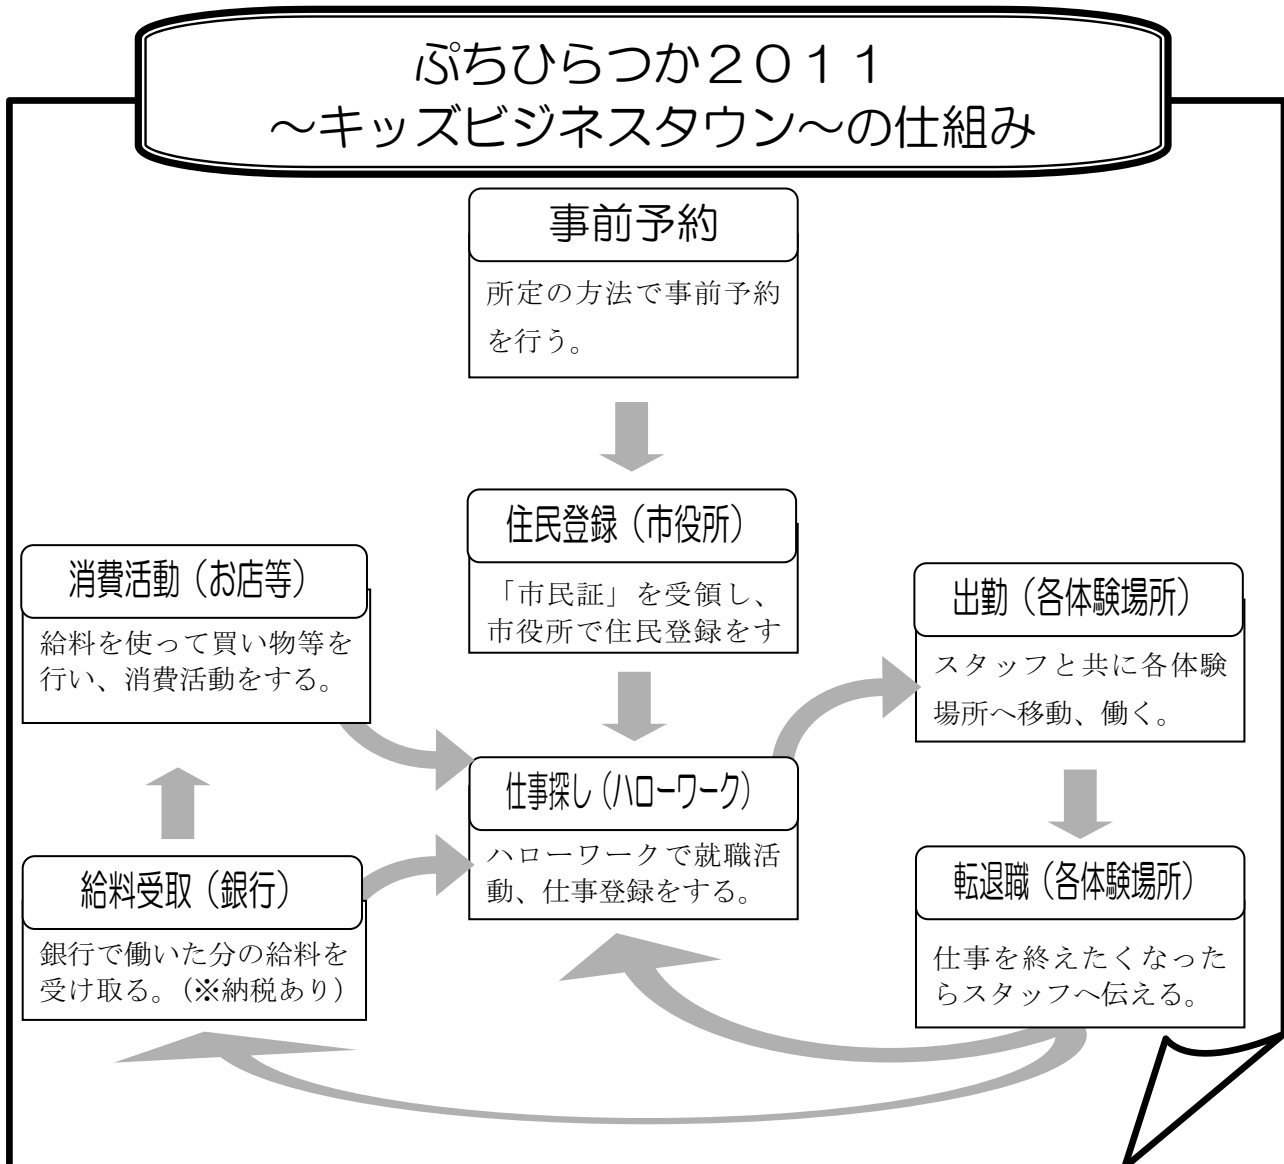 ぷちひらつか２０１１
～キッズビジネスタウン～の仕組み
事前予約
所定の方法で事前予約
を行う。
住民登録（市役所）
「市民証」を受領し、
市役所で住民登録をす
消費活動（お店等）
給料を使って買い物等を
行い、消費活動をする。
出勤（各体験場所）
スタッフと共に各体験
場所へ移動、働く。
仕事探し（ハローワーク）
ハローワークで就職活
動、仕事登録をする。
給料受取（銀行）
銀行で働いた分の給料を
受け取る。（※納税あり）
転退職（各体験場所）
仕事を終えたくなった
らスタッフへ伝える。